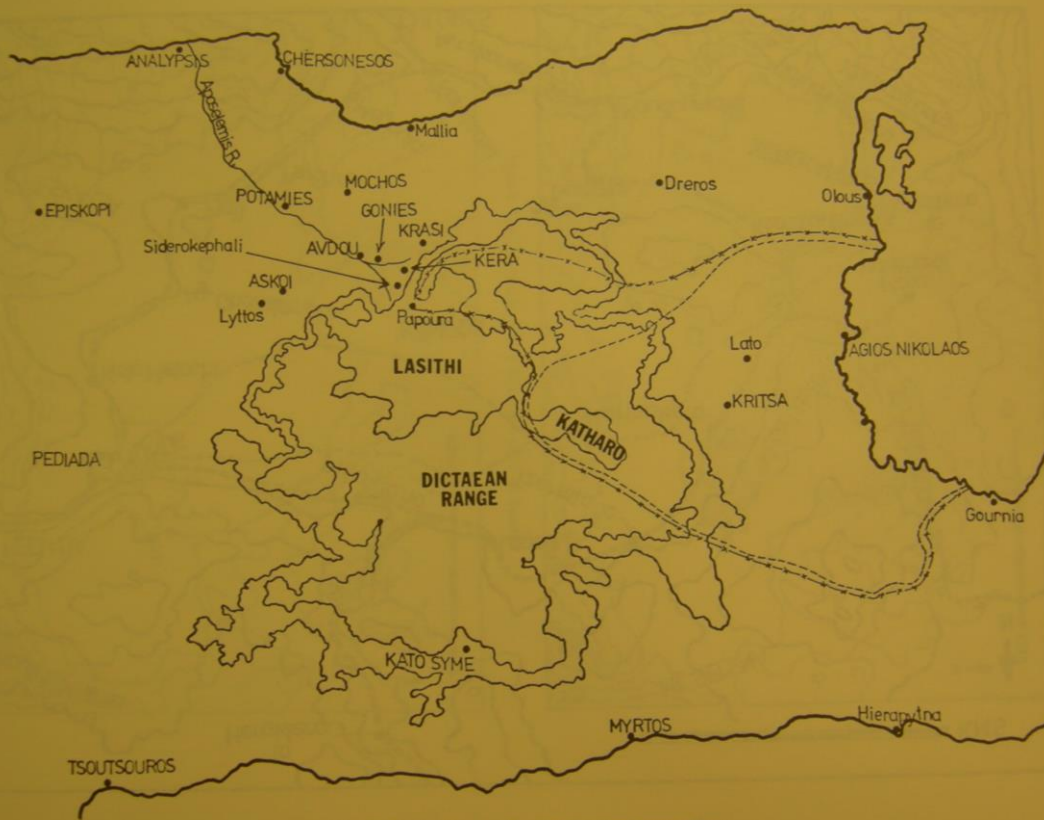 ANALYPSIS
CHERSONESOS
Aposelemis R.
Mallia
MOCHOS
Dreros
POTAMIES
Olous
EPISKOPI
GONIES
KRASI
Siderokephali
AVDOU
KERA
ASKOI
Lyttos
Papoura
Lato
AGIOS NIKOLAOS
LASITHI
KRITSA
KATHARO
PEDIADA
DICTAEAN
RANGE
Gournia
KATO SYME
Hierapytna
MYRTOS
TSOUTSOUROS